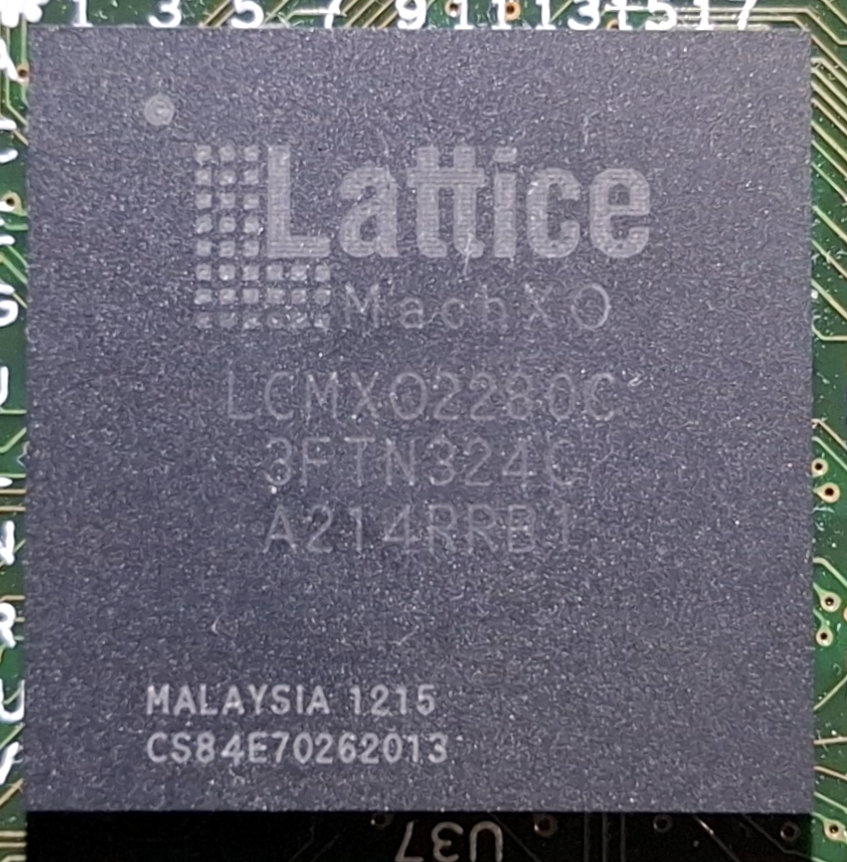 1 3 5 7 9 11 13 15 17
A
Lattice
MachXO
G
LCMXO2280C
J
3FTN324C
A214RRB1
N
R
U
MALAYSIA 1215
CS84E70262013
U37